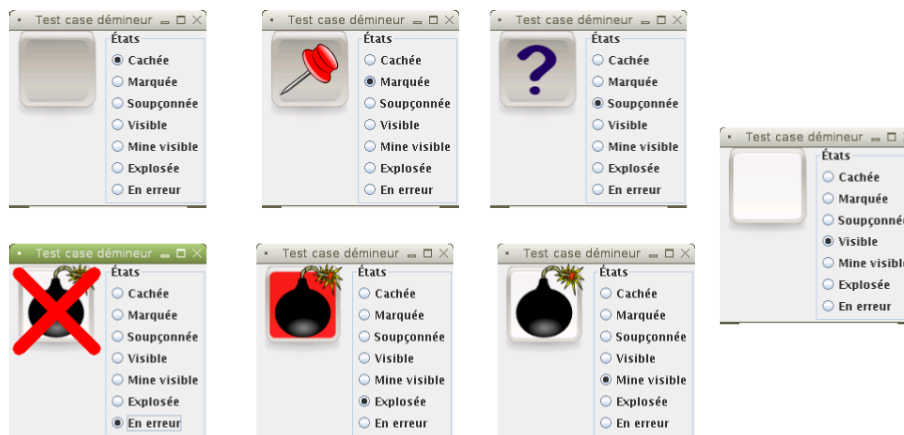 Test case démineur
États
Cachée
Marquée
Soupçonnée
Visible
Mine visible
Explosée
En erreur
Test case démineur
États
Cachée
Marquée
Soupçonnée
Visible
Mine visible
Explosée
En erreur
Test case démineur
?
États
Cachée
Marquée
Soupçonnée
Visible
Mine visible
Explosée
En erreur
Test case démineur
États
Cachée
Marquée
Soupçonnée
Visible
Mine visible
Explosée
En erreur
Test case démineur
États
Cachée
Marquée
Soupçonnée
Visible
Mine visible
Explosée
En erreur
Test case démineur
États
Cachée
Marquée
Soupçonnée
Visible
Mine visible
Explosée
En erreur
Test case démineur
États
Cachée
Marquée
Soupçonnée
Visible
Mine visible
Explosée
En erreur